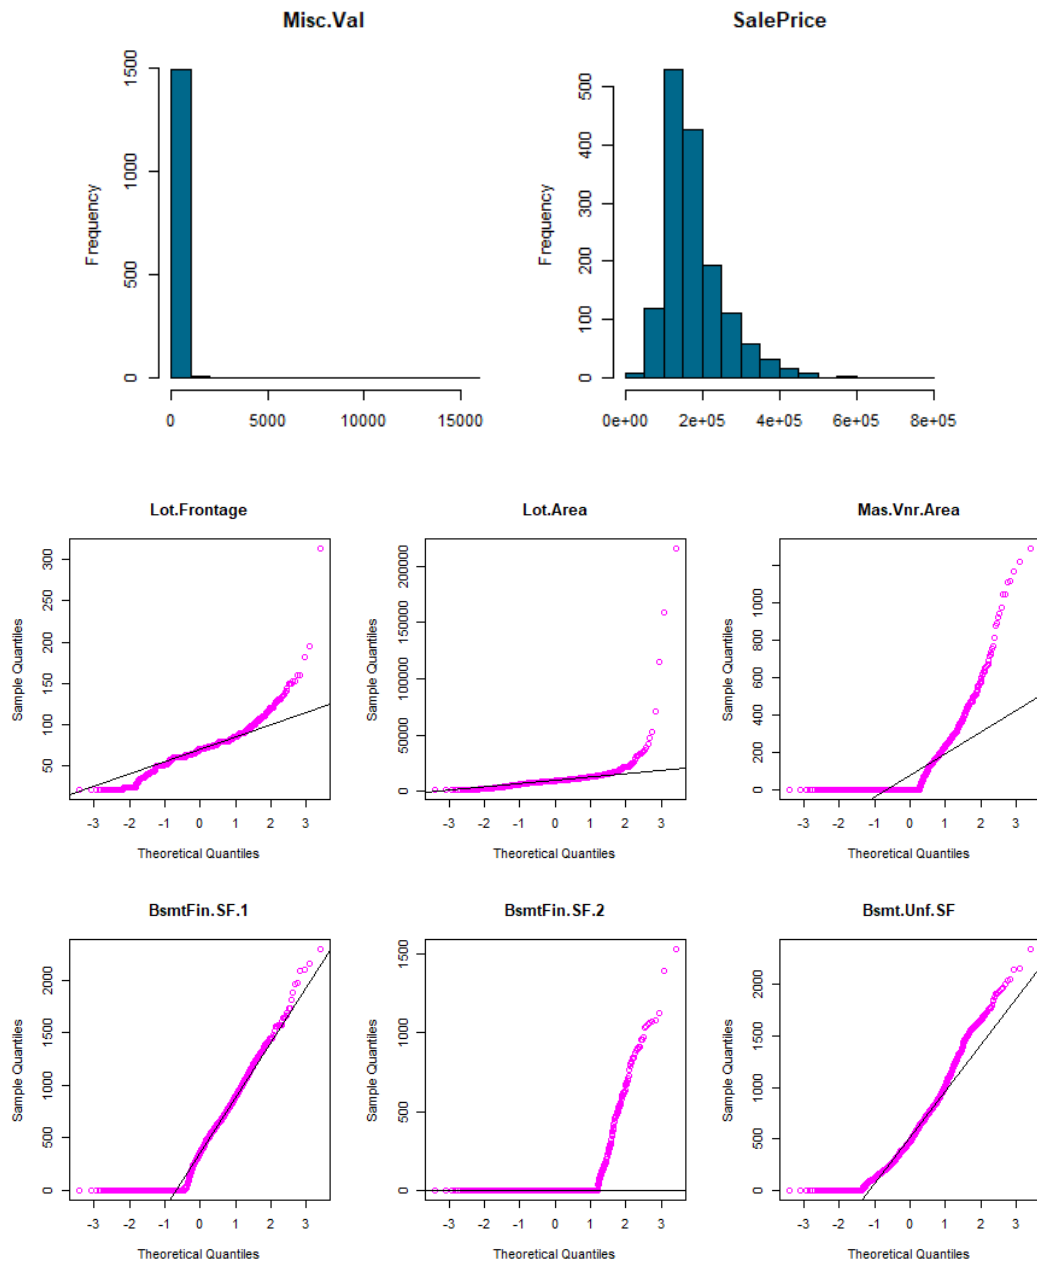 Misc.Val
SalePrice
Frequency
0
500
1000
1500
0 5000 10000 15000
Frequency
0
100
200
300
400
500
0e+00 2e+05 4e+05 6e+05 8e+05
Lot.Frontage
Lot.Area
Mas.Vnr.Area
Sample Quantiles
50
100
150
200
250
300
-3 -2 -1 0 1 2 3
Theoretical Quantiles
Sample Quantiles
0
50000
100000
150000
200000
-3 -2 -1 0 1 2 3
Theoretical Quantiles
Sample Quantiles
0
200
400
600
800
1000
-3 -2 -1 0 1 2 3
Theoretical Quantiles
BsmtFin.SF.1
BsmtFin.SF.2
Bsmt.Unf.SF
Sample Quantiles
0
500
1000
1500
2000
-3 -2 -1 0 1 2 3
Theoretical Quantiles
Sample Quantiles
0
500
1000
1500
-3 -2 -1 0 1 2 3
Theoretical Quantiles
Sample Quantiles
0
500
1000
1500
2000
-3 -2 -1 0 1 2 3
Theoretical Quantiles